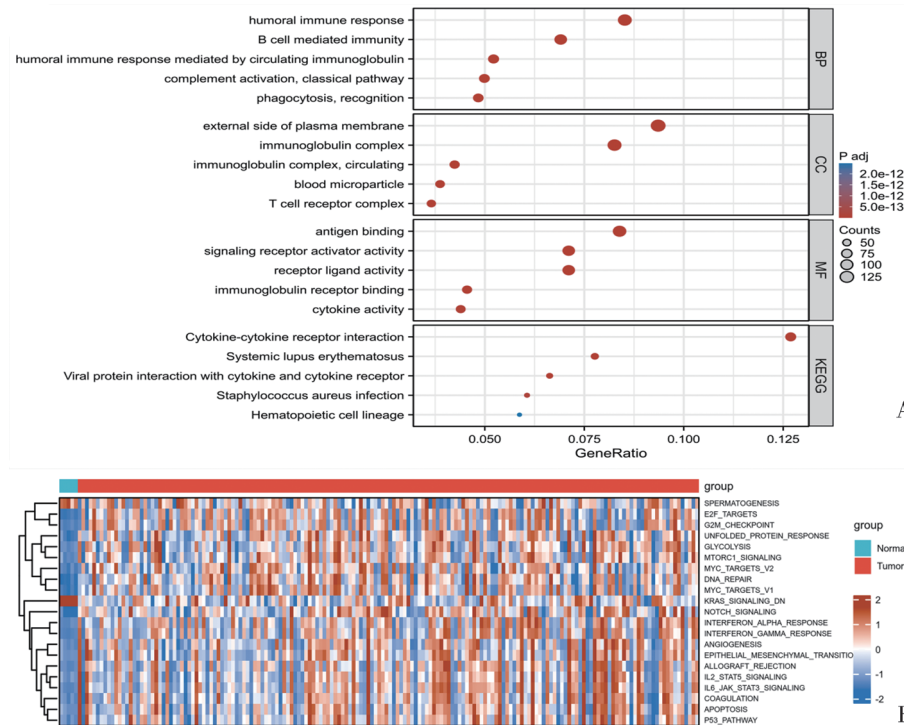 humoral immune response
B cell mediated immunity
humoral immune response mediated by circulating immunoglobulin
complement activation, classical pathway
phagocytosis, recognition
BP
external side of plasma membrane
immunoglobulin complex
immunoglobulin complex, circulating
blood microparticle
T cell receptor complex
CC
antigen binding
signaling receptor activator activity
receptor ligand activity
immunoglobulin receptor binding
cytokine activity
MF
Cytokine-cytokine receptor interaction
Systemic lupus erythematosus
Viral protein interaction with cytokine and cytokine receptor
Staphylococcus aureus infection
Hematopoietic cell lineage
KEGG
0.050 0.075 0.100 0.125
GeneRatio
P adj
2.0e-12
1.5e-12
1.0e-12
5.0e-13
Counts
50
75
100
125
A
group
SPERMATOGENESIS
E2F_TARGETS
G2M_CHECKPOINT
UNFOLDED_PROTEIN_RESPONSE
GLYCOLYSIS
MTORC1_SIGNALING
MYC_TARGETS_V2
DNA_REPAIR
MYC_TARGETS_V1
KRAS_SIGNALING_DN
NOTCH_SIGNALING
INTERFERON_ALPHA_RESPONSE
INTERFERON_GAMMA_RESPONSE
ANGIOGENESIS
EPITHELIAL_MESENCHYMAL_TRANSITIO
ALLOGRAFT_REJECTION
IL2_STAT5_SIGNALING
IL6_JAK_STAT3_SIGNALING
COAGULATION
APOPTOSIS
P53_PATHWAY
group
Norma
Tumor
2
1
0
-1
-2